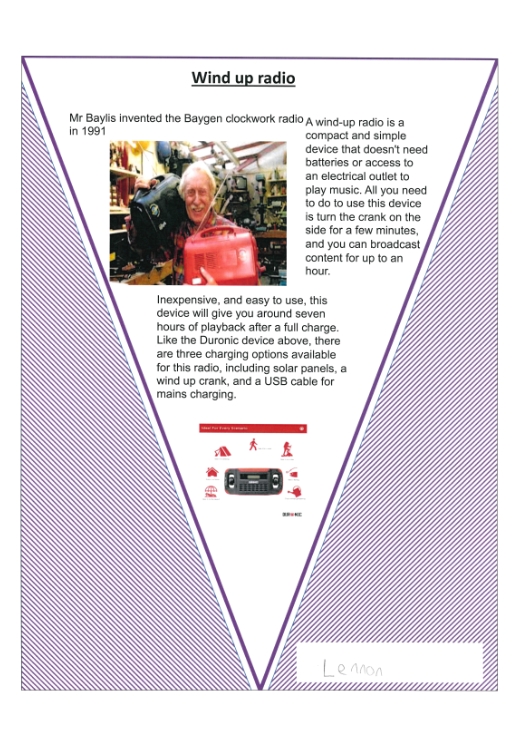 Wind up radio
Mr Baylis invented the Baygen clockwork radio
in 1991
A wind-up radio is a
compact and simple
device that doesn't need
batteries or access to
an electrical outlet to
play music. All you need
to do to use this device
is turn the crank on the
side for a few minutes,
and you can broadcast
content for up to an
hour.
Inexpensive, and easy to use, this
device will give you around seven
hours of playback after a full charge.
Like the Duronic device above, there
are three charging options available
for this radio, including solar panels, a
wind up crank, and a USB cable for
mains charging.
Ideal For Every Scenario
Lennon